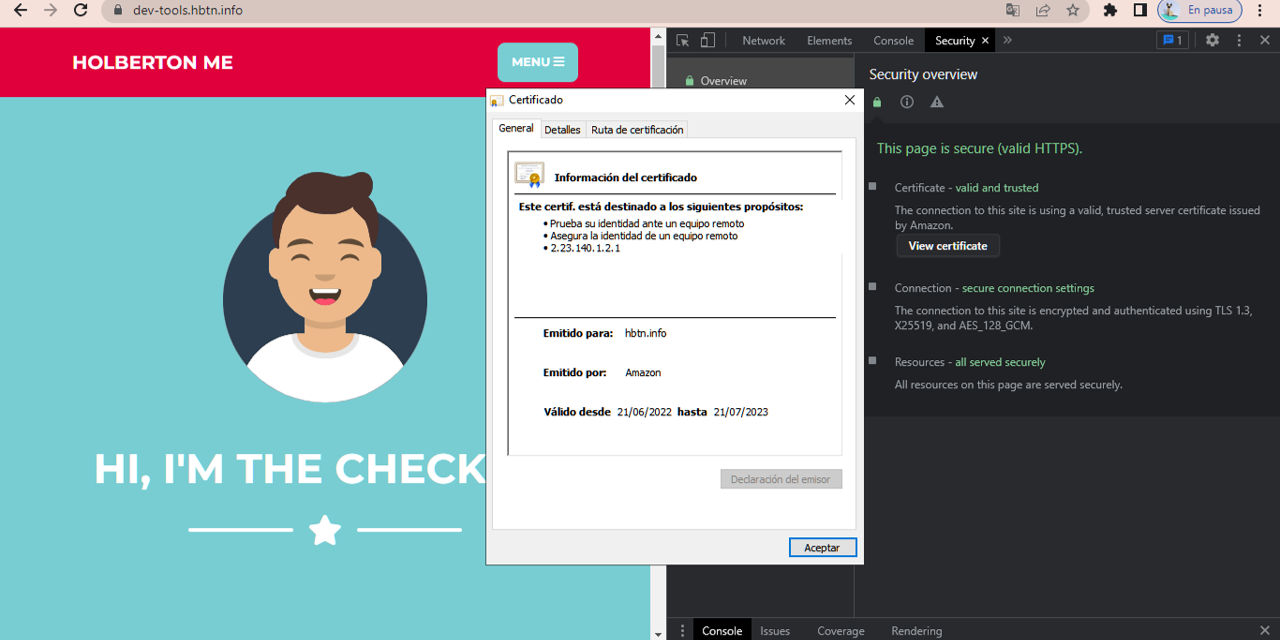 dev-tools.hbtn.info
En pausa
HOLBERTON ME
MENU
HI, I'M THE CHECK
Network
Elements
Console
Security
1
Overview
Security overview
This page is secure (valid HTTPS).
Certificate - valid and trusted
The connection to this site is using a valid, trusted server certificate issued
by Amazon.
View certificate
Connection - secure connection settings
The connection to this site is encrypted and authenticated using TLS 1.3,
X25519, and AES_128_GCM.
Resources - all served securely
All resources on this page are served securely.
Certificado
General
Detalles
Ruta de certificación
Información del certificado
Este certif. está destinado a los siguientes propósitos:
• Prueba su identidad ante un equipo remoto
• Asegura la identidad de un equipo remoto
• 2.23.140.1.2.1
Emitido para: hbtn.info
Emitido por: Amazon
Válido desde 21/06/2022 hasta 21/07/2023
Declaración del emisor
Aceptar
Console
Issues
Coverage
Rendering